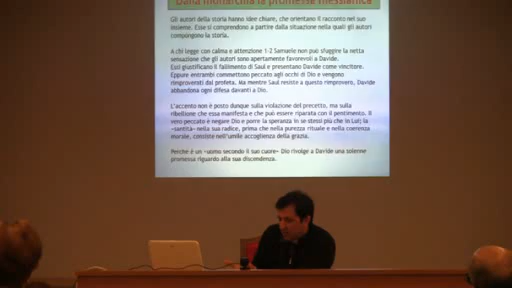 Dalla monarchia la promessa messianica
Gli autori della storia hanno idee chiare, che orientano il racconto nel suo
insieme. Esse si comprendono a partire dalla situazione nella quali gli autori
compongono la storia.
A chi legge con calma e attenzione 1-2 Samuele non può sfuggire la netta
sensazione che gli autori sono apertamente favorevoli a Davide.
Essi giustificano il fallimento di Saul e presentano Davide come vincitore.
Eppure entrambi commettono peccato agli occhi di Dio e vengono
rimproverati dal profeta. Ma mentre Saul resiste a questo rimprovero, Davide
abbandona ogni difesa davanti a Dio.
L'accento non è posto dunque sulla violazione del precetto, ma sulla
ribellione che essa manifesta e che può essere riparata con il pentimento. Il
vero peccato è negare Dio e porre la speranza in se stessi più che in Lui; la
«santità» nella sua radice, prima che nella purezza rituale e nella coerenza
morale, consiste nell'umile accoglienza della grazia.
Perché è un «uomo secondo il suo cuore» Dio rivolge a Davide una solenne
promessa riguardo alla sua discendenza.